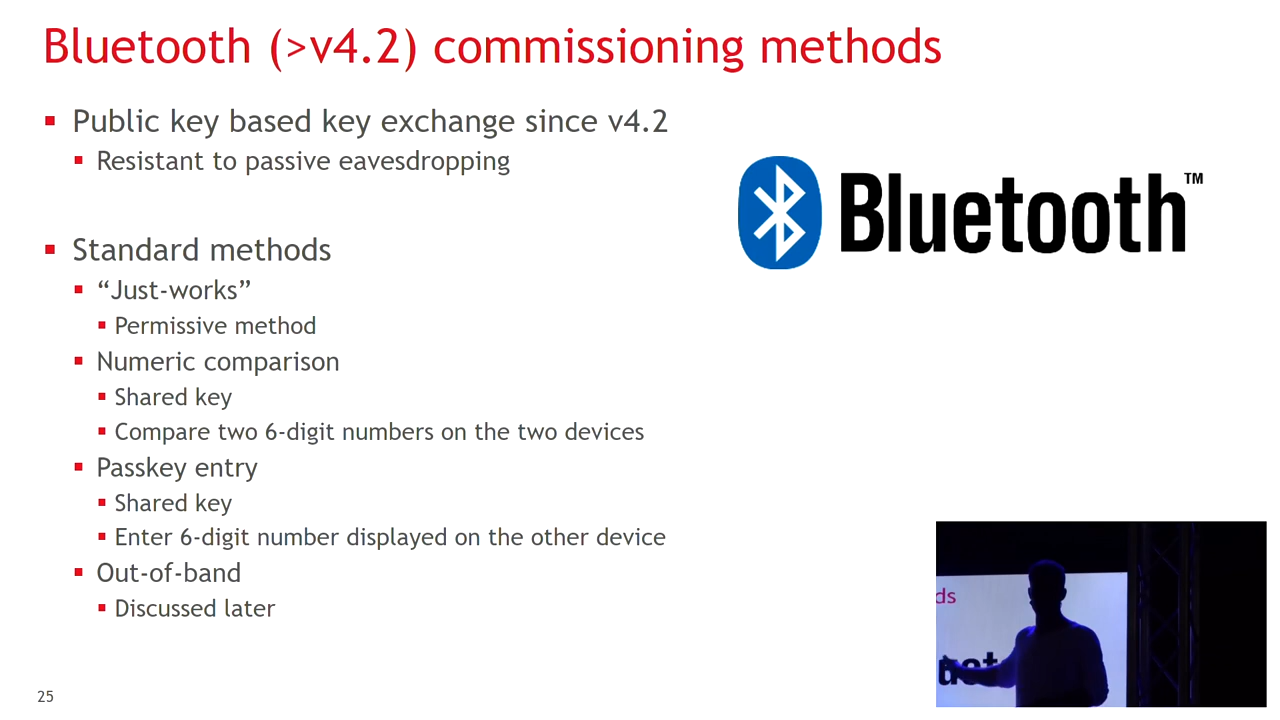 Bluetooth (>v4.2) commissioning methods
Public key based key exchange since v4.2
Resistant to passive eavesdropping
Bluetooth™
Standard methods
“Just-works”
Permissive method
Numeric comparison
Shared key
Compare two 6-digit numbers on the two devices
Passkey entry
Shared key
Enter 6-digit number displayed on the other device
Out-of-band
Discussed later
ds
25